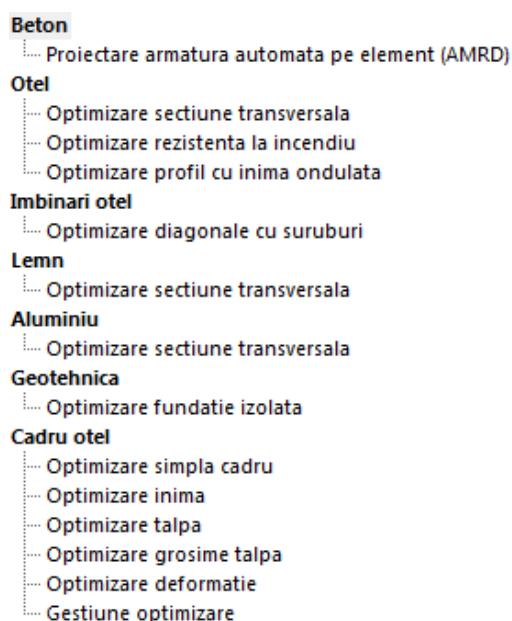 Beton
Proiectare armatura automata pe element (AMRD)
Otel
Optimizare sectiune transversala
Optimizare rezistenta la incendiu
Optimizare profil cu inima ondulata
Imbinari otel
Optimizare diagonale cu suruburi
Lemn
Optimizare sectiune transversala
Aluminiu
Optimizare sectiune transversala
Geotehnica
Optimizare fundatie izolata
Cadru otel
Optimizare simpla cadru
Optimizare inima
Optimizare talpa
Optimizare grosime talpa
Optimizare deformatie
Gestiune optimizare